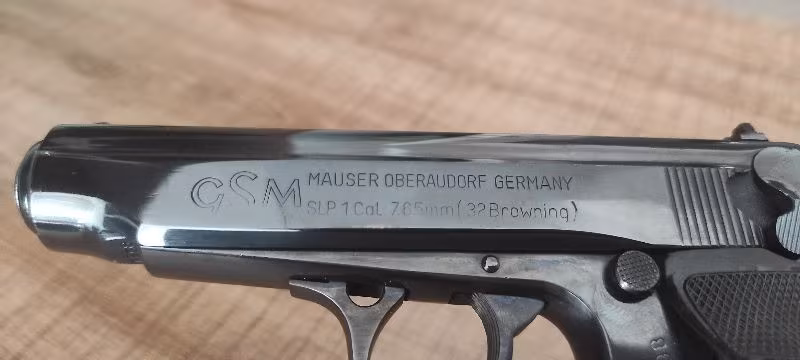 GSM MAUSER OBERAUDORF GERMANY
SLP 1 Cal. 7.65mm (32 Browning)